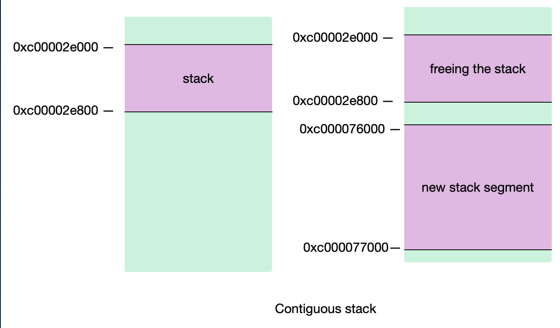 0xc00002e000 —
stack
0xc00002e800 —
0xc00002e000 —
freeing the stack
0xc00002e800 —
0xc000076000 —
new stack segment
0xc000077000—
Contiguous stack